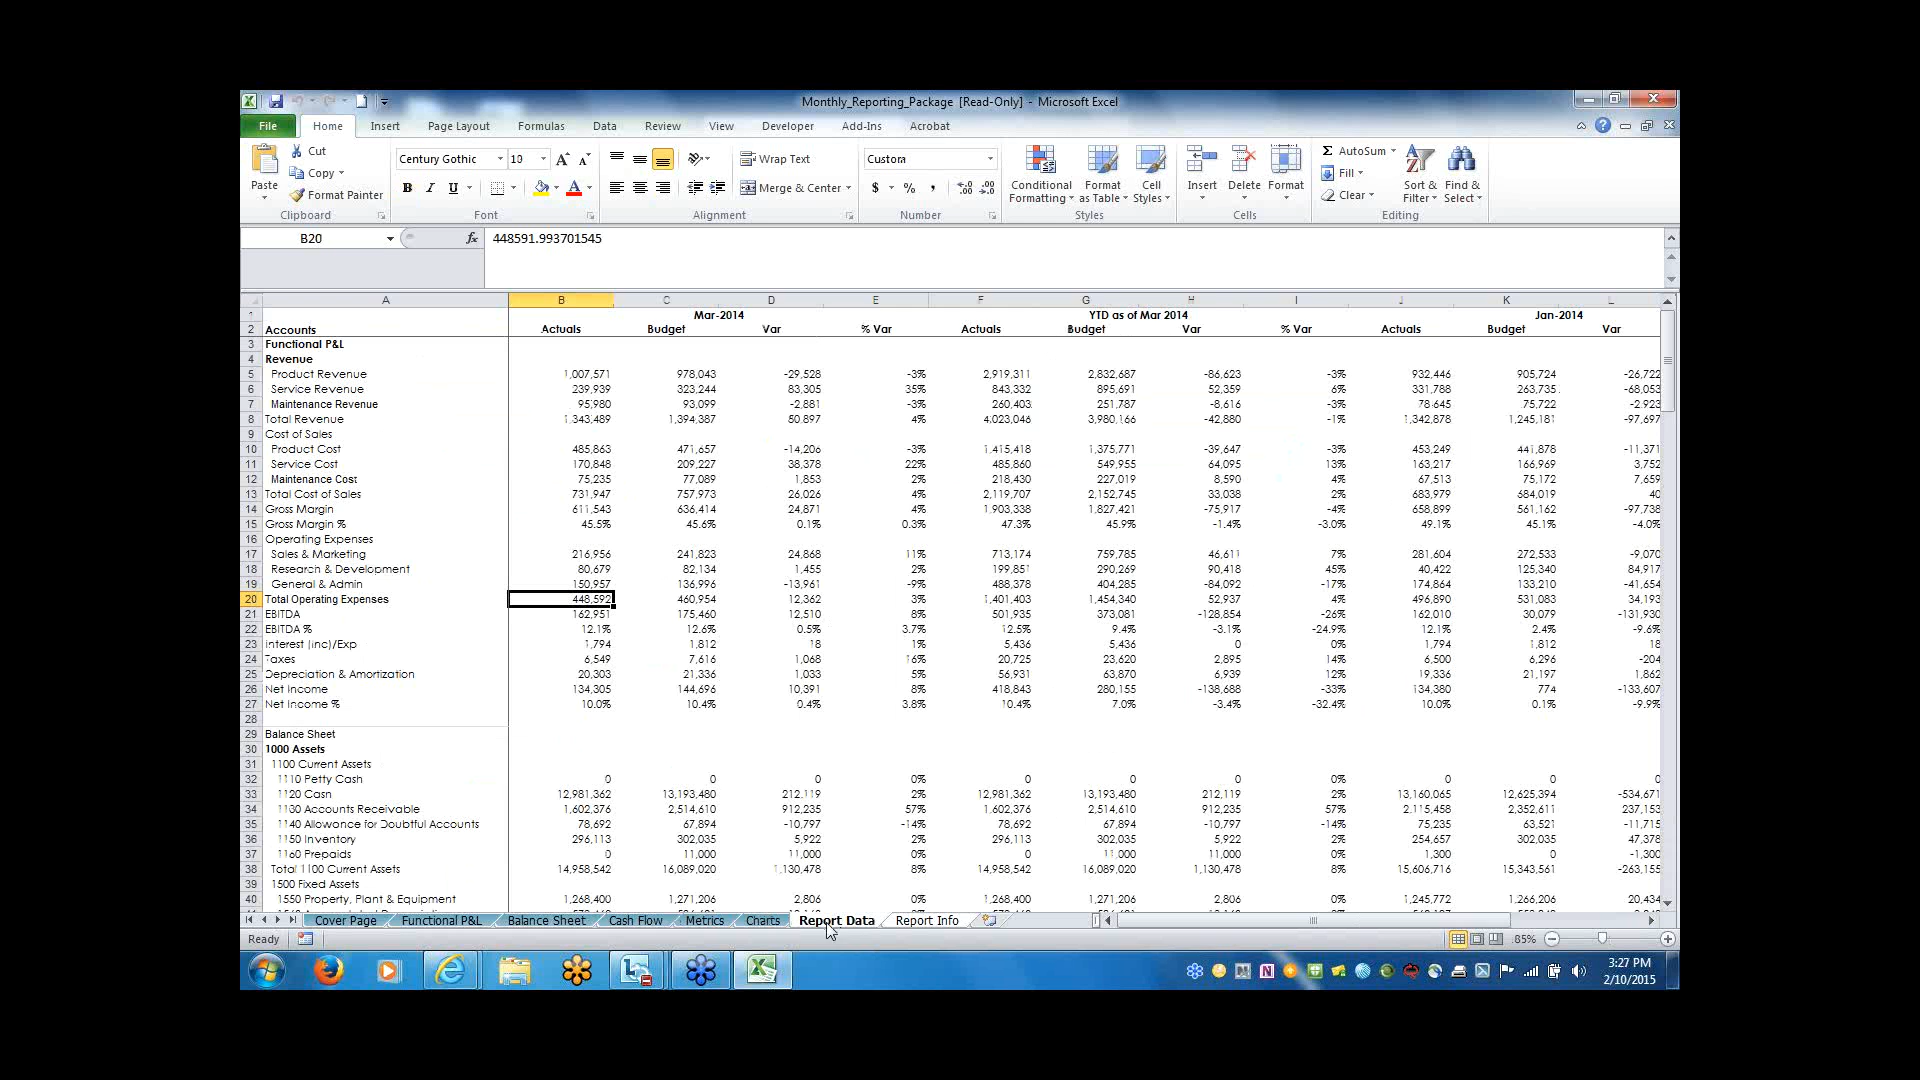 Monthly_Reporting_Package [Read-Only] - Microsoft Excel
File Home Insert Page Layout Formulas Data Review View Developer Add-Ins Acrobat
Paste Cut Copy Format Painter Clipboard
Century Gothic 10 B I U Font
Wrap Text Merge & Center Alignment
Custom $ % , Number
Conditional Formatting Format as Table Cell Styles Styles
Insert Delete Format Cells
Σ AutoSum Fill Clear Sort & Filter Find & Select Editing
B20 fx 448591.993701545
A B C D E F G H I J K L
1 Mar-2014 YTD as of Mar 2014 Jan-2014
2 Accounts Actuals Budget Var % Var Actuals Budget Var % Var Actuals Budget Var
3 Functional P&L
4 Revenue
5 Product Revenue 1,007,571 978,043 -29,528 -3% 2,919,311 2,832,687 -86,623 -3% 932,446 905,724 -26,722
6 Service Revenue 239,939 323,244 83,305 35% 843,332 895,691 52,359 6% 331,788 263,735 -68,053
7 Maintenance Revenue 95,980 93,099 -2,881 -3% 260,403 251,787 -8,616 -3% 78,645 75,722 -2,923
8 Total Revenue 1,343,489 1,394,387 50,897 4% 4,023,046 3,980,166 -42,880 -1% 1,342,878 1,245,181 -97,697
9 Cost of Sales
10 Product Cost 485,863 471,657 -14,206 -3% 1,415,418 1,375,771 -39,647 -3% 453,249 441,878 -11,371
11 Service Cost 170,848 209,227 38,378 22% 485,860 549,955 64,095 13% 163,217 166,969 3,752
12 Maintenance Cost 75,235 77,089 1,853 2% 218,430 227,019 8,590 4% 67,513 75,172 7,659
13 Total Cost of Sales 731,947 757,973 26,026 4% 2,119,707 2,152,745 33,038 2% 683,979 684,019 40
14 Gross Margin 611,543 636,414 24,871 4% 1,903,338 1,827,421 -75,917 -4% 658,899 561,162 -97,738
15 Gross Margin % 45.5% 45.6% 0.1% 0.3% 47.3% 45.9% -1.4% -3.0% 49.1% 45.1% -4.0%
16 Operating Expenses
17 Sales & Marketing 216,956 241,823 24,868 11% 713,174 759,785 46,611 7% 281,604 272,533 -9,070
18 Research & Development 80,679 82,134 1,455 2% 199,851 290,269 90,418 45% 40,422 125,340 84,917
19 General & Admin 150,957 136,996 -13,961 -9% 488,378 404,285 -84,092 -17% 174,864 133,210 -41,654
20 Total Operating Expenses 448,592 460,954 12,362 3% 1,401,403 1,454,340 52,937 4% 496,890 531,083 34,193
21 EBITDA 162,951 175,460 12,510 8% 501,935 373,081 -128,854 -26% 162,010 30,079 -131,930
22 EBITDA % 12.1% 12.6% 0.5% 3.7% 12.5% 9.4% -3.1% -24.9% 12.1% 2.4% -9.6%
23 Interest (inc)/Exp 1,794 1,812 18 1% 5,436 5,436 0 0% 1,794 1,812 18
24 Taxes 6,549 7,616 1,068 16% 20,725 23,620 2,895 14% 6,500 6,296 -204
25 Depreciation & Amortization 20,303 21,336 1,033 5% 56,931 63,870 6,939 12% 19,336 21,197 1,862
26 Net Income 134,305 144,696 10,391 8% 418,843 280,155 -138,688 -33% 134,380 774 -133,607
27 Net Income % 10.0% 10.4% 0.4% 3.8% 10.4% 7.0% -3.4% -32.4% 10.0% 0.1% -9.9%
28
29 Balance Sheet
30 1000 Assets
31 1100 Current Assets
32 1110 Petty Cash 0 0 0 0% 0 0 0 0% 0 0 0
33 1120 Cash 12,981,362 13,193,480 212,119 2% 12,981,362 13,193,480 212,119 2% 13,160,065 12,625,394 -534,671
34 1130 Accounts Receivable 1,602,376 2,514,610 912,235 57% 1,602,376 2,514,610 912,235 57% 2,115,458 2,352,611 237,153
35 1140 Allowance for Doubtful Accounts 78,692 67,894 -10,797 -14% 78,692 67,894 -10,797 -14% 75,235 63,521 -11,715
36 1150 Inventory 296,113 302,035 5,922 2% 296,113 302,035 5,922 2% 254,657 302,035 47,378
37 1160 Prepaids 0 11,000 11,000 0% 0 11,000 11,000 0% 1,300 0 -1,300
38 Total 1100 Current Assets 14,958,542 16,089,020 1,130,478 8% 14,958,542 16,089,020 1,130,478 8% 15,606,716 15,343,561 -263,155
39 1500 Fixed Assets
40 1550 Property, Plant & Equipment 1,268,400 1,271,206 2,806 0% 1,268,400 1,271,206 2,806 0% 1,245,772 1,266,206 20,434
Cover Page Functional P&L Balance Sheet Cash Flow Metrics Charts Report Data Report Info
Ready 85%
3:27 PM
2/10/2015